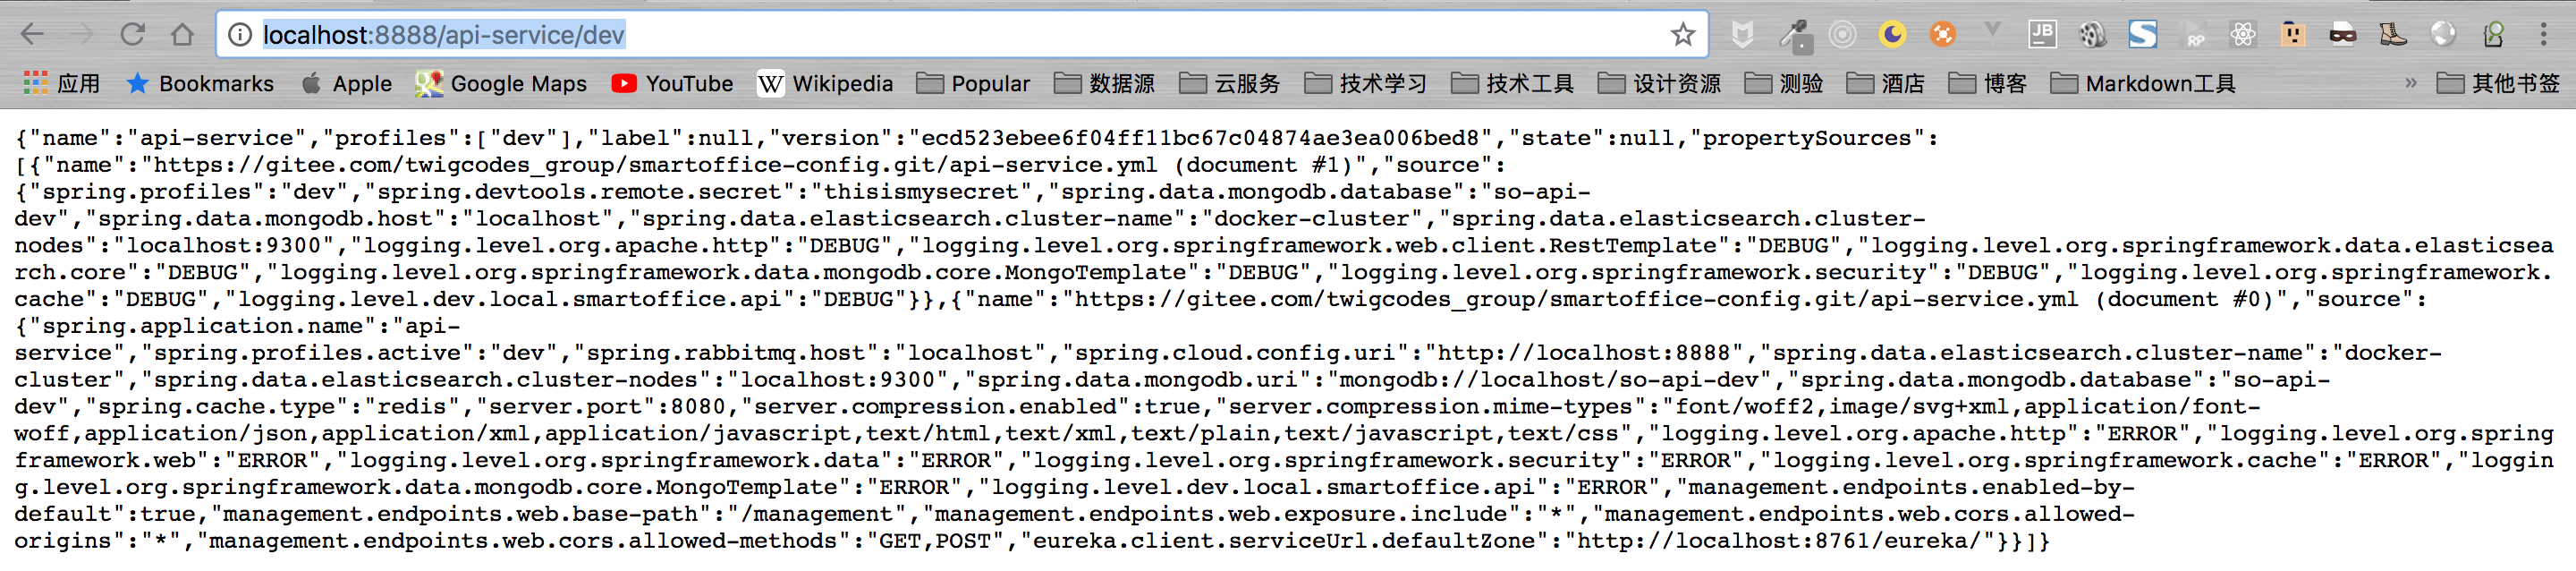 localhost:8888/api-service/dev
JB
RP
应用 Bookmarks Apple Google Maps YouTube W Wikipedia Popular 数据源 云服务 技术学习 技术工具 设计资源 测验 酒店 博客 Markdown工具 » 其他书签
{"name":"api-service","profiles":["dev"],"label":null,"version":"ecd523ebee6f04ff11bc67c04874ae3ea006bed8","state":null,"propertySources":
[{"name":"https://gitee.com/twigcodes_group/smartoffice-config.git/api-service.yml (document #1)","source":
{"spring.profiles":"dev","spring.devtools.remote.secret":"thisismysecret","spring.data.mongodb.database":"so-api-
dev","spring.data.mongodb.host":"localhost","spring.data.elasticsearch.cluster-name":"docker-cluster","spring.data.elasticsearch.cluster-
nodes":"localhost:9300","logging.level.org.apache.http":"DEBUG","logging.level.org.springframework.web.client.RestTemplate":"DEBUG","logging.level.org.springframework.data.elasticsea
rch.core":"DEBUG","logging.level.org.springframework.data.mongodb.core.MongoTemplate":"DEBUG","logging.level.org.springframework.security":"DEBUG","logging.level.org.springframework.
cache":"DEBUG","logging.level.dev.local.smartoffice.api":"DEBUG"}},{"name":"https://gitee.com/twigcodes_group/smartoffice-config.git/api-service.yml (document #0)","source":
{"spring.application.name":"api-
service","spring.profiles.active":"dev","spring.rabbitmq.host":"localhost","spring.cloud.config.uri":"http://localhost:8888","spring.data.elasticsearch.cluster-name":"docker-
cluster","spring.data.elasticsearch.cluster-nodes":"localhost:9300","spring.data.mongodb.uri":"mongodb://localhost/so-api-dev","spring.data.mongodb.database":"so-api-
dev","spring.cache.type":"redis","server.port":8080,"server.compression.enabled":true,"server.compression.mime-types":"font/woff2,image/svg+xml,application/font-
woff,application/json,application/xml,application/javascript,text/html,text/xml,text/plain,text/javascript,text/css","logging.level.org.apache.http":"ERROR","logging.level.org.spring
framework.web":"ERROR","logging.level.org.springframework.data":"ERROR","logging.level.org.springframework.security":"ERROR","logging.level.org.springframework.cache":"ERROR","loggin
g.level.org.springframework.data.mongodb.core.MongoTemplate":"ERROR","logging.level.dev.local.smartoffice.api":"ERROR","management.endpoints.enabled-by-
default":true,"management.endpoints.web.base-path":"/management","management.endpoints.web.exposure.include":"*","management.endpoints.web.cors.allowed-
origins":"*","management.endpoints.web.cors.allowed-methods":"GET,POST","eureka.client.serviceUrl.defaultZone":"http://localhost:8761/eureka/"}}]}